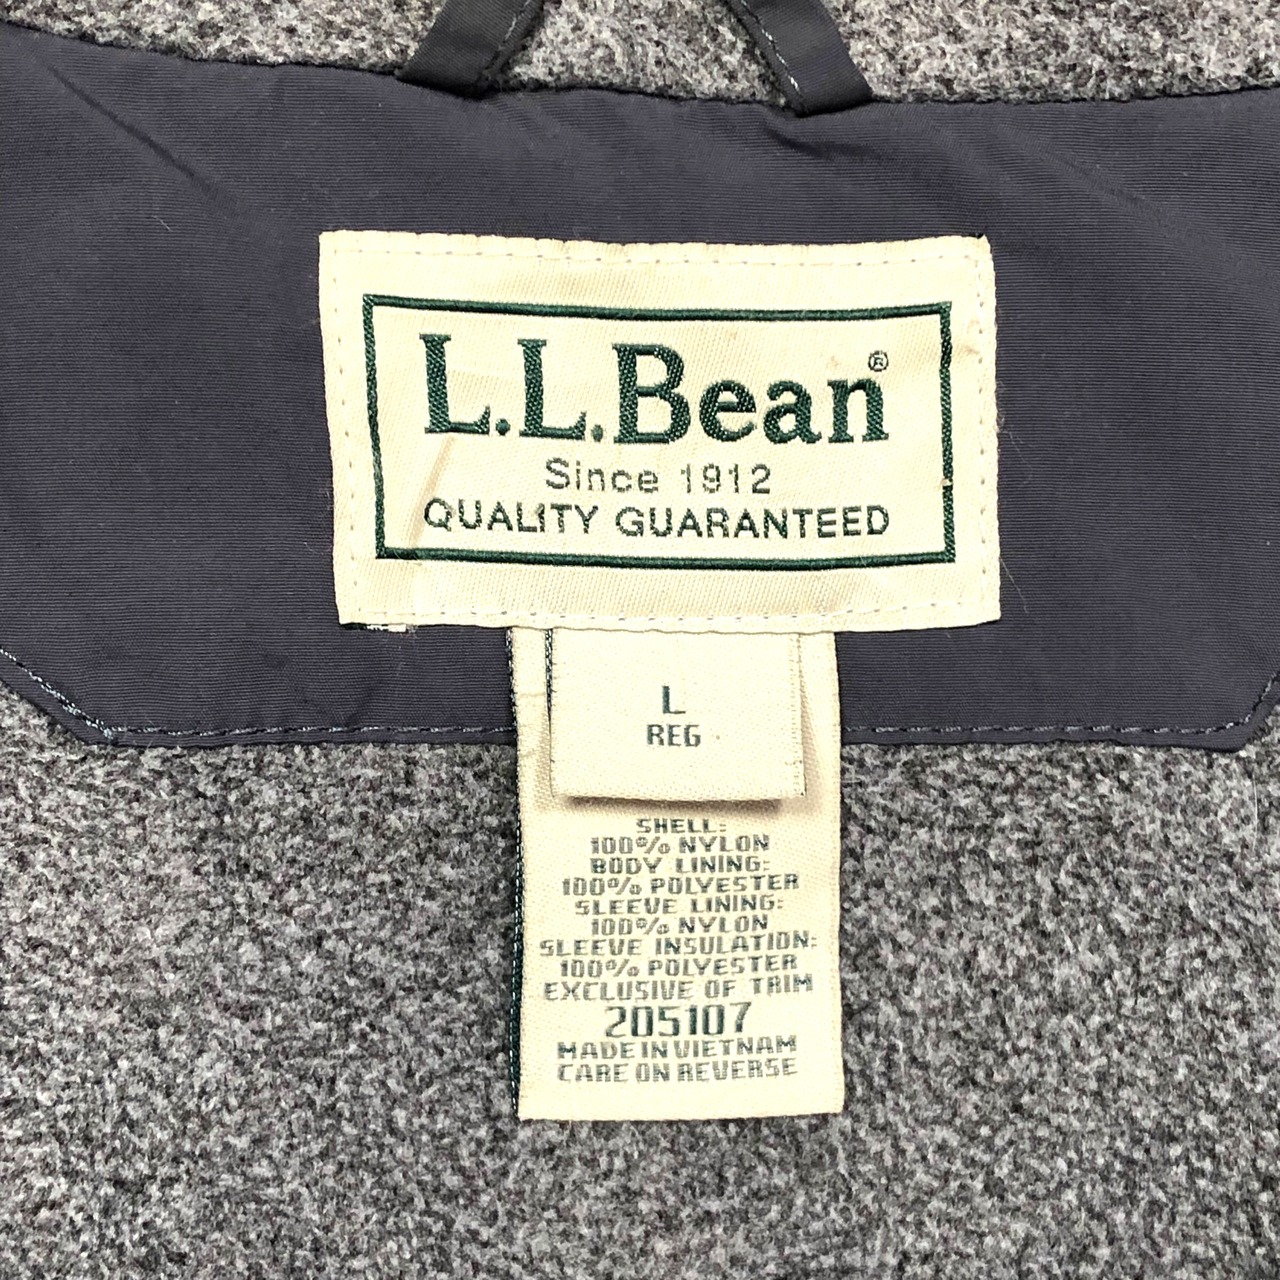 L.L.Bean®
Since 1912
QUALITY GUARANTEED
L
REG
SHELL:
100% NYLON
BODY LINING:
100% POLYESTER
SLEEVE LINING:
100% NYLON
SLEEVE INSULATION:
100% POLYESTER
EXCLUSIVE OF TRIM
205107
MADE IN VIETNAM
CARE ON REVERSE